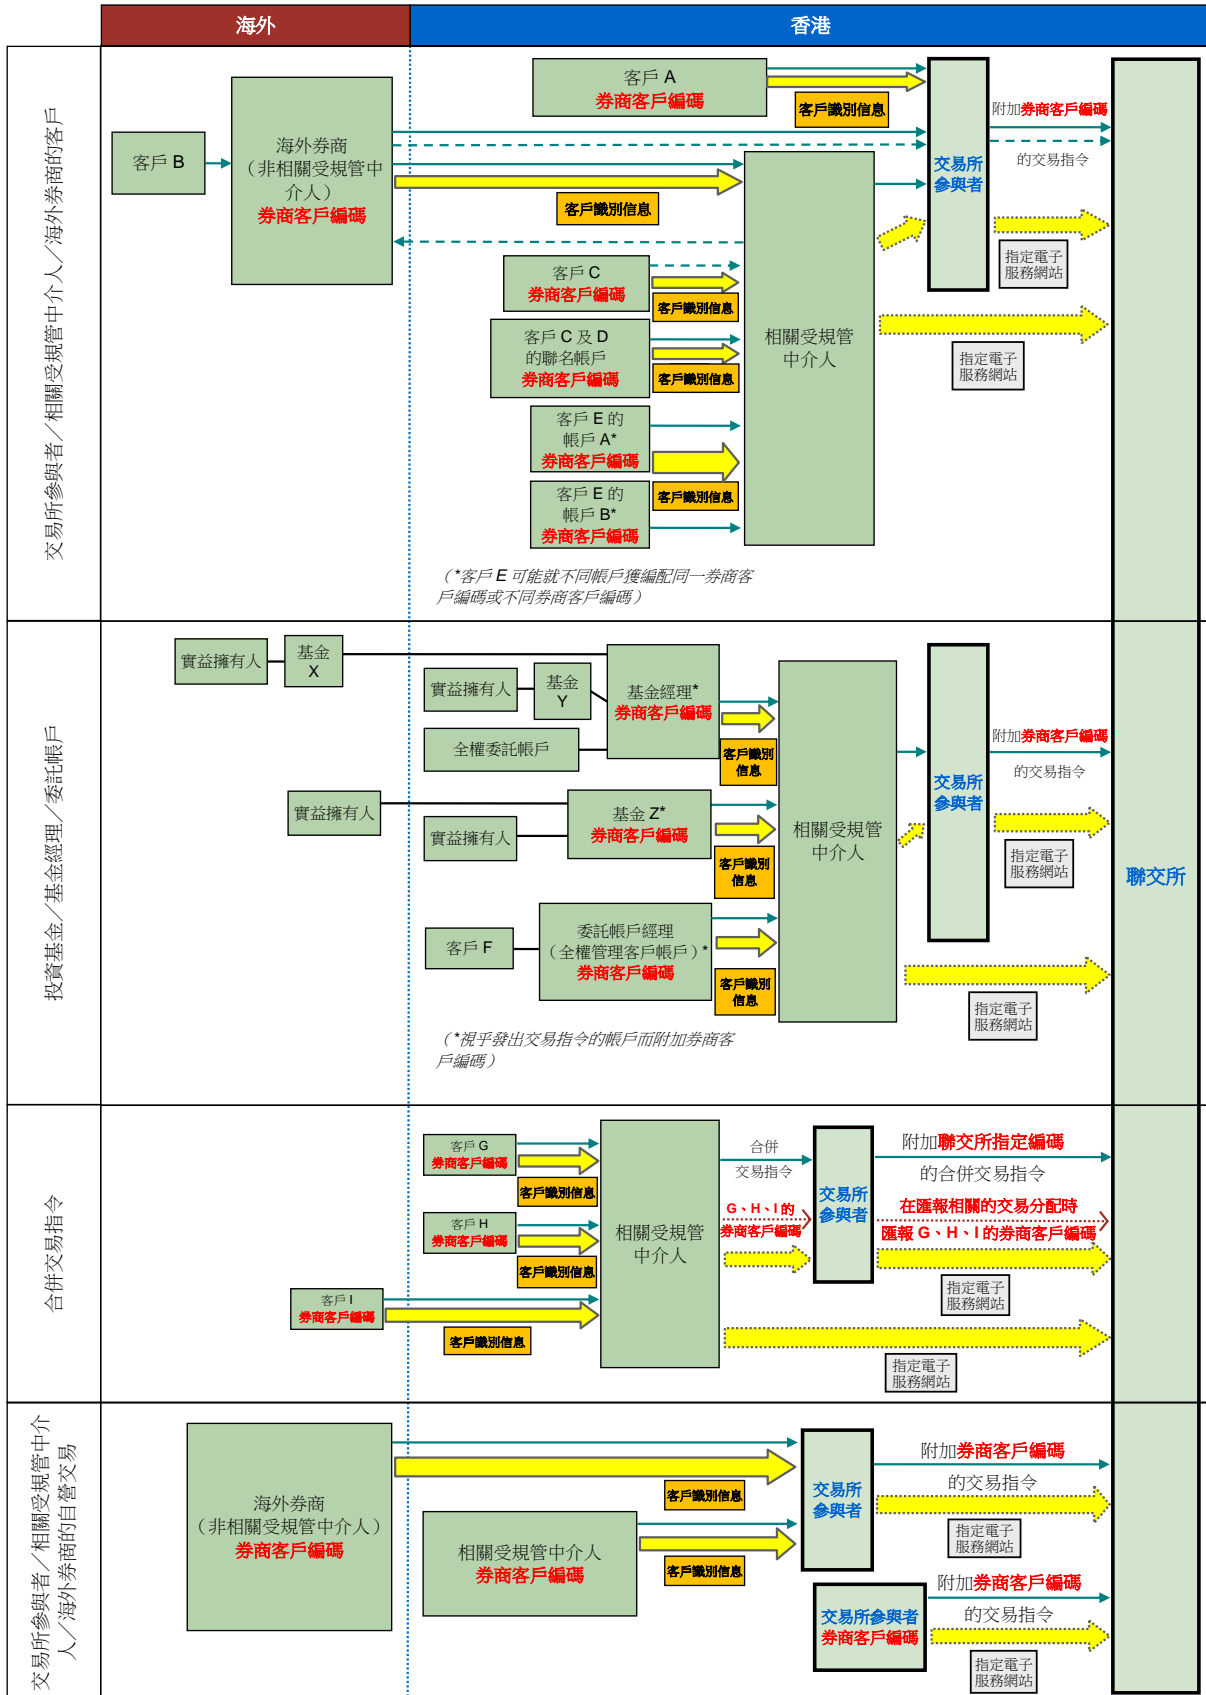 海外
香港
交易所參與者／相關受規管中介人／海外券商的客戶
客戶 A
券商客戶編碼
客戶識別信息
客戶 B
海外券商
（非相關受規管中
介人）
券商客戶編碼
客戶識別信息
交易所
參與者
附加券商客戶編碼
的交易指令
指定電子
服務網站
客戶 C
券商客戶編碼
客戶識別信息
客戶 C 及 D
的聯名帳戶
券商客戶編碼
客戶識別信息
相關受規管
中介人
指定電子
服務網站
客戶 E 的
帳戶 A*
券商客戶編碼
客戶識別信息
客戶 E 的
帳戶 B*
券商客戶編碼
（*客戶 E 可能就不同帳戶獲編配同一券商客
戶編碼或不同券商客戶編碼）
投資基金／基金經理／委託帳戶
實益擁有人
基金
X
實益擁有人
基金
Y
全權委託帳戶
基金經理*
券商客戶編碼
客戶識別
信息
實益擁有人
實益擁有人
基金 Z*
券商客戶編碼
客戶識別
信息
相關受規管
中介人
交易所
參與者
附加券商客戶編碼
的交易指令
指定電子
服務網站
聯交所
客戶 F
委託帳戶經理
（全權管理客戶帳戶）*
券商客戶編碼
客戶識別
信息
指定電子
服務網站
（*視乎發出交易指令的帳戶而附加券商客
戶編碼）
合併交易指令
客戶 G
券商客戶編碼
客戶識別信息
客戶 H
券商客戶編碼
客戶識別信息
客戶 I
券商客戶編碼
客戶識別信息
相關受規管
中介人
合併
交易指令
G、H、I 的
券商客戶編碼
交易所
參與者
附加聯交所指定編碼
的合併交易指令
在匯報相關的交易分配時
匯報 G、H、I 的券商客戶編碼
指定電子
服務網站
指定電子
服務網站
交易所參與者／相關受規管中介
人／海外券商的自營交易
海外券商
（非相關受規管中介人）
券商客戶編碼
客戶識別信息
相關受規管中介人
券商客戶編碼
客戶識別信息
交易所
參與者
附加券商客戶編碼
的交易指令
指定電子
服務網站
交易所參與者
券商客戶編碼
附加券商客戶編碼
的交易指令
指定電子
服務網站